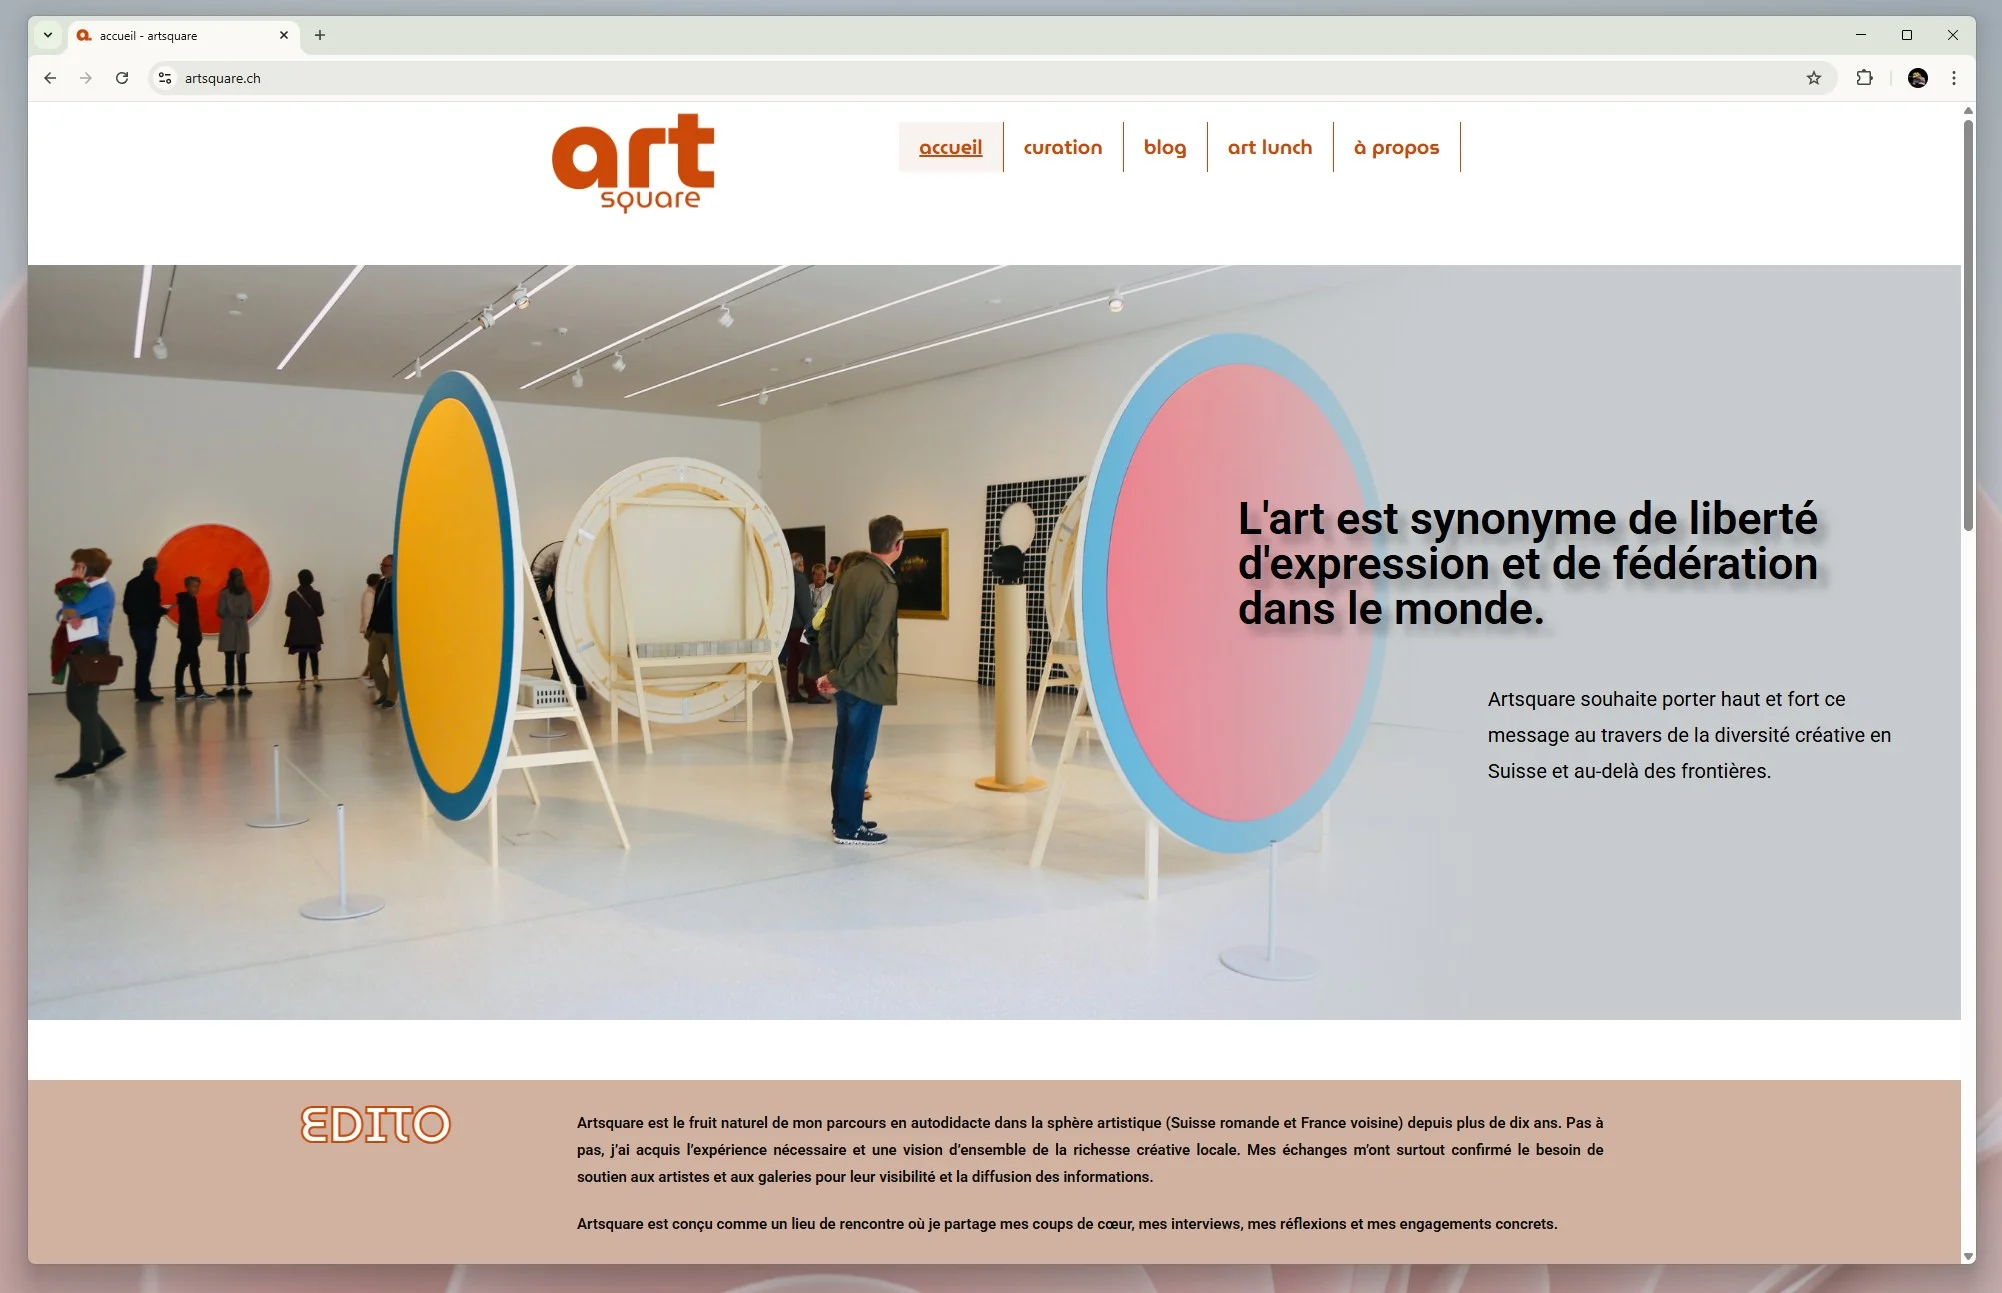 accueil - artsquare
artsquare.ch
art
square
accueil
curation
blog
art lunch
à propos
L'art est synonyme de liberté
d'expression et de fédération
dans le monde.
Artsquare souhaite porter haut et fort ce
message au travers de la diversité créative en
Suisse et au-delà des frontières.
EDITO
Artsquare est le fruit naturel de mon parcours en autodidacte dans la sphère artistique (Suisse romande et France voisine) depuis plus de dix ans. Pas à
pas, j’ai acquis l’expérience nécessaire et une vision d’ensemble de la richesse créative locale. Mes échanges m’ont surtout confirmé le besoin de
soutien aux artistes et aux galeries pour leur visibilité et la diffusion des informations.
Artsquare est conçu comme un lieu de rencontre où je partage mes coups de cœur, mes interviews, mes réflexions et mes engagements concrets.